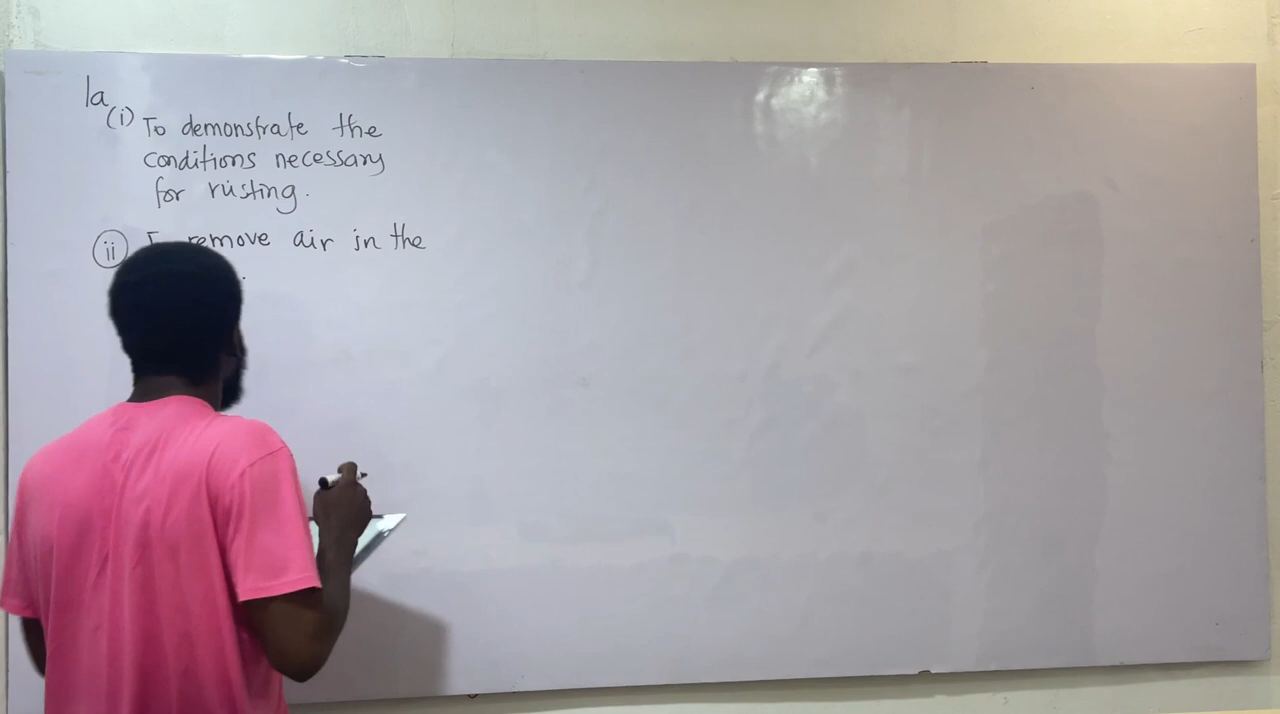 1a
(i) To demonstrate the
conditions necessary
for rusting.
(ii) remove air in the